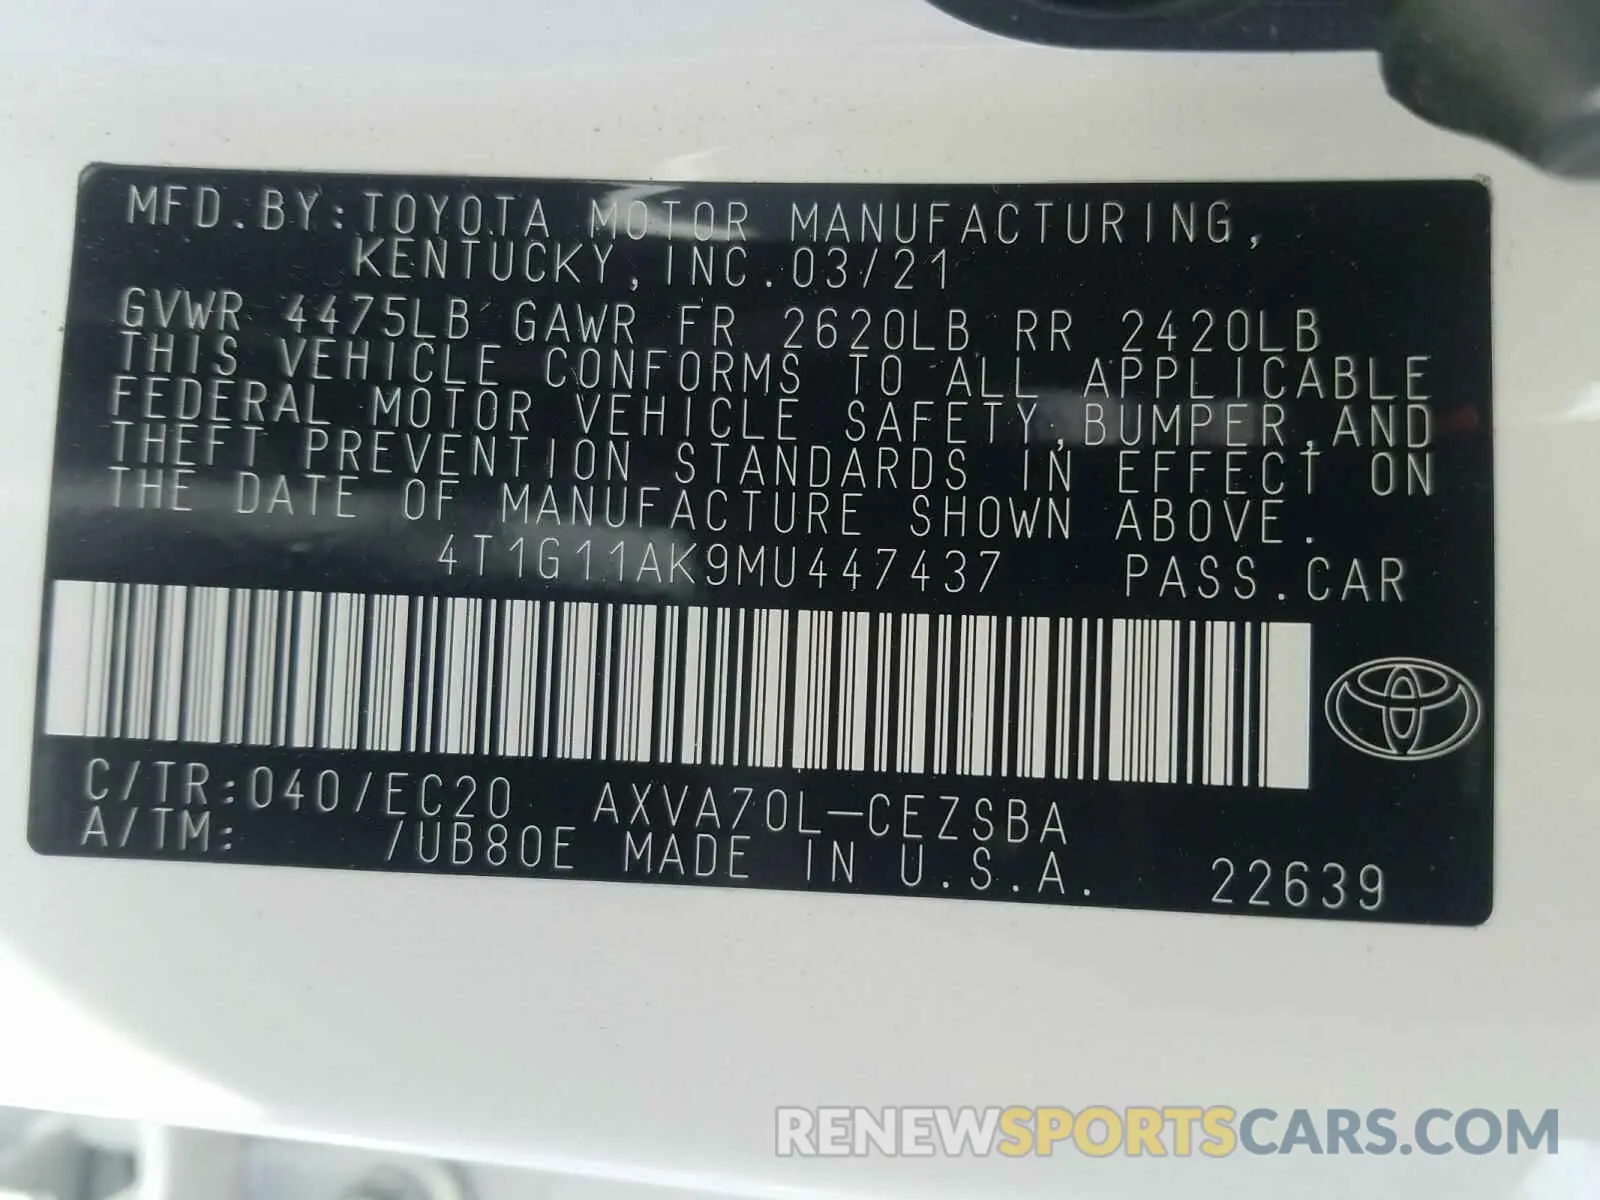 MFD.BY:TOYOTA MOTOR MANUFACTURING,
KENTUCKY,INC.03/21
GVWR 4475LB GAWR FR 2620LB RR 2420LB
THIS VEHICLE CONFORMS TO ALL APPLICABLE
FEDERAL MOTOR VEHICLE SAFETY,BUMPER,AND
THEFT PREVENTION STANDARDS IN EFFECT ON
THE DATE OF MANUFACTURE SHOWN ABOVE.
4T1G11AK9MU447437 PASS.CAR
C/TR:040/EC20 AXVA70L-CEZSBA
A/TM: /UB80E MADE IN U.S.A. 22639
RENEWSPORTSCARS.COM